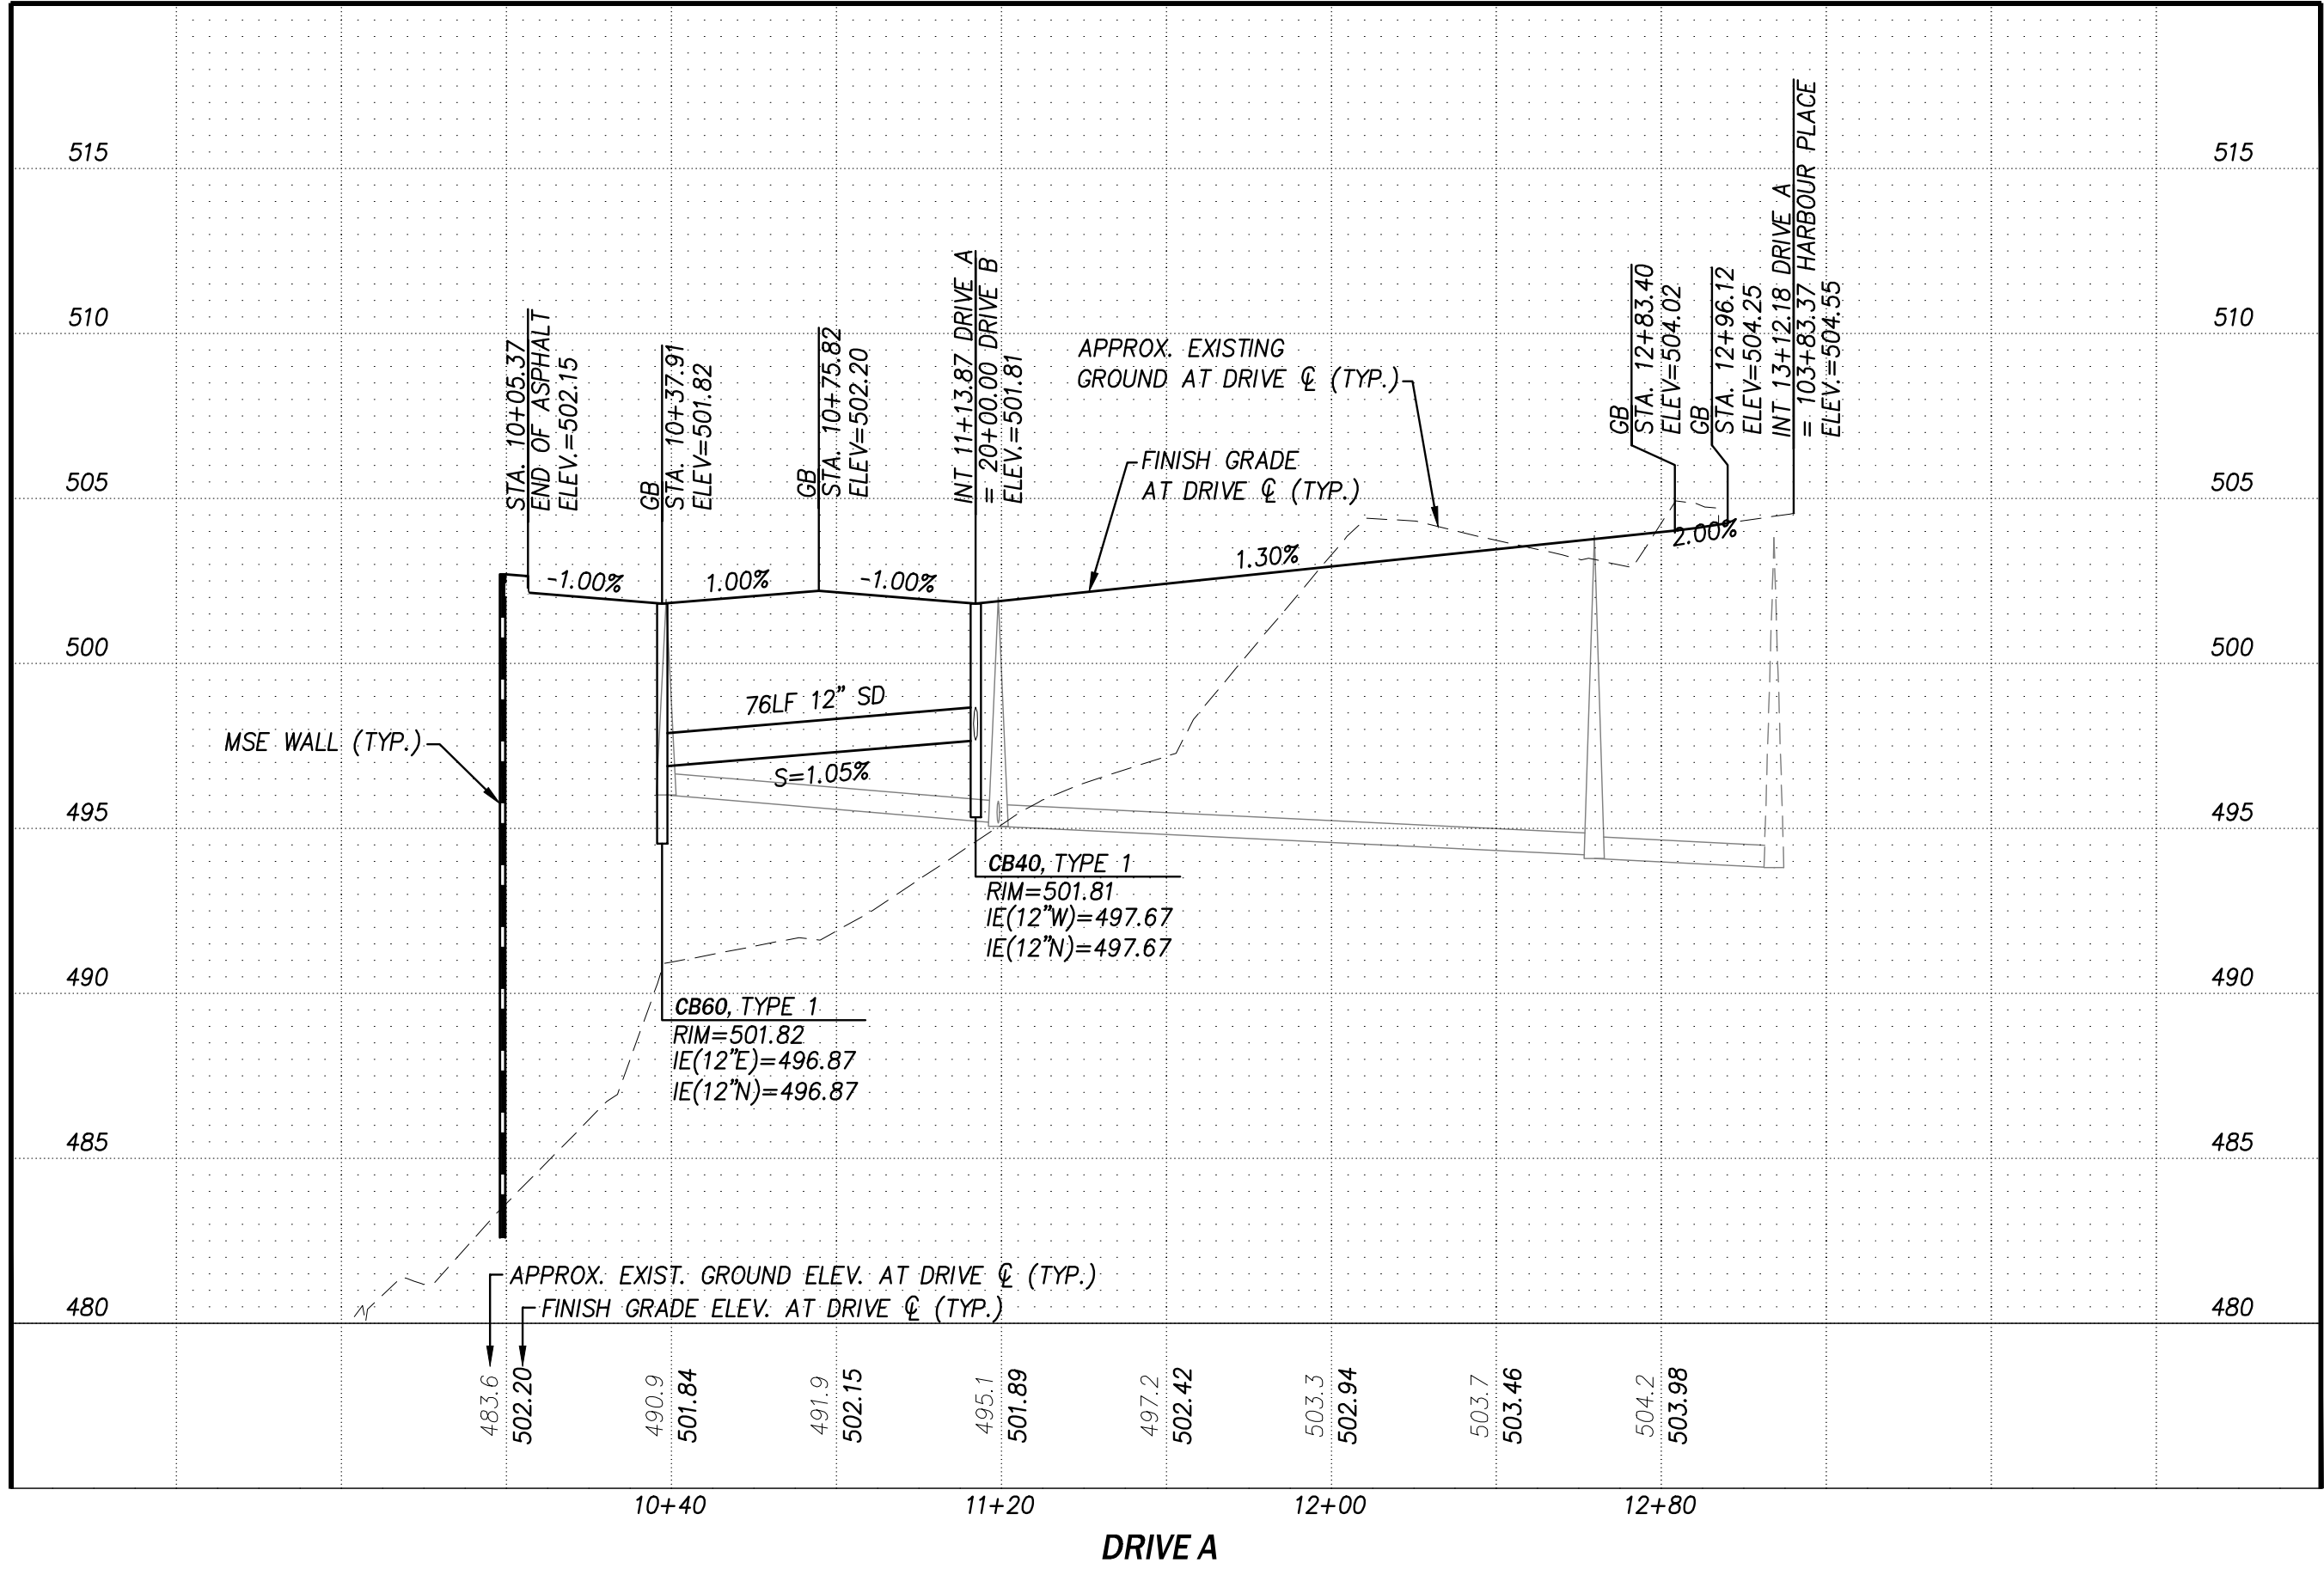 515
515
510
510
505
505
500
500
495
495
490
490
485
485
480
480
STA. 10+05.37
END OF ASPHALT
ELEV.=502.15
GB
STA. 10+37.91
ELEV=501.82
GB
STA. 10+75.82
ELEV=502.20
INT 11+13.87 DRIVE A
= 20+00.00 DRIVE B
ELEV.=501.81
APPROX. EXISTING
GROUND AT DRIVE ℄ (TYP.)
FINISH GRADE
AT DRIVE ℄ (TYP.)
GB
STA. 12+83.40
ELEV=504.02
GB
STA. 12+96.12
ELEV=504.25
INT 13+12.18 DRIVE A
= 103+83.37 HARBOUR PLACE
ELEV.=504.55
-1.00%
1.00%
-1.00%
1.30%
2.00%
76LF 12" SD
S=1.05%
MSE WALL (TYP.)
CB40, TYPE 1
RIM=501.81
IE(12"W)=497.67
IE(12"N)=497.67
CB60, TYPE 1
RIM=501.82
IE(12"E)=496.87
IE(12"N)=496.87
APPROX. EXIST. GROUND ELEV. AT DRIVE ℄ (TYP.)
FINISH GRADE ELEV. AT DRIVE ℄ (TYP.)
483.6
502.20
490.9
501.84
491.9
502.15
495.1
501.89
497.2
502.42
503.3
502.94
503.7
503.46
504.2
503.98
10+40
11+20
12+00
12+80
DRIVE A